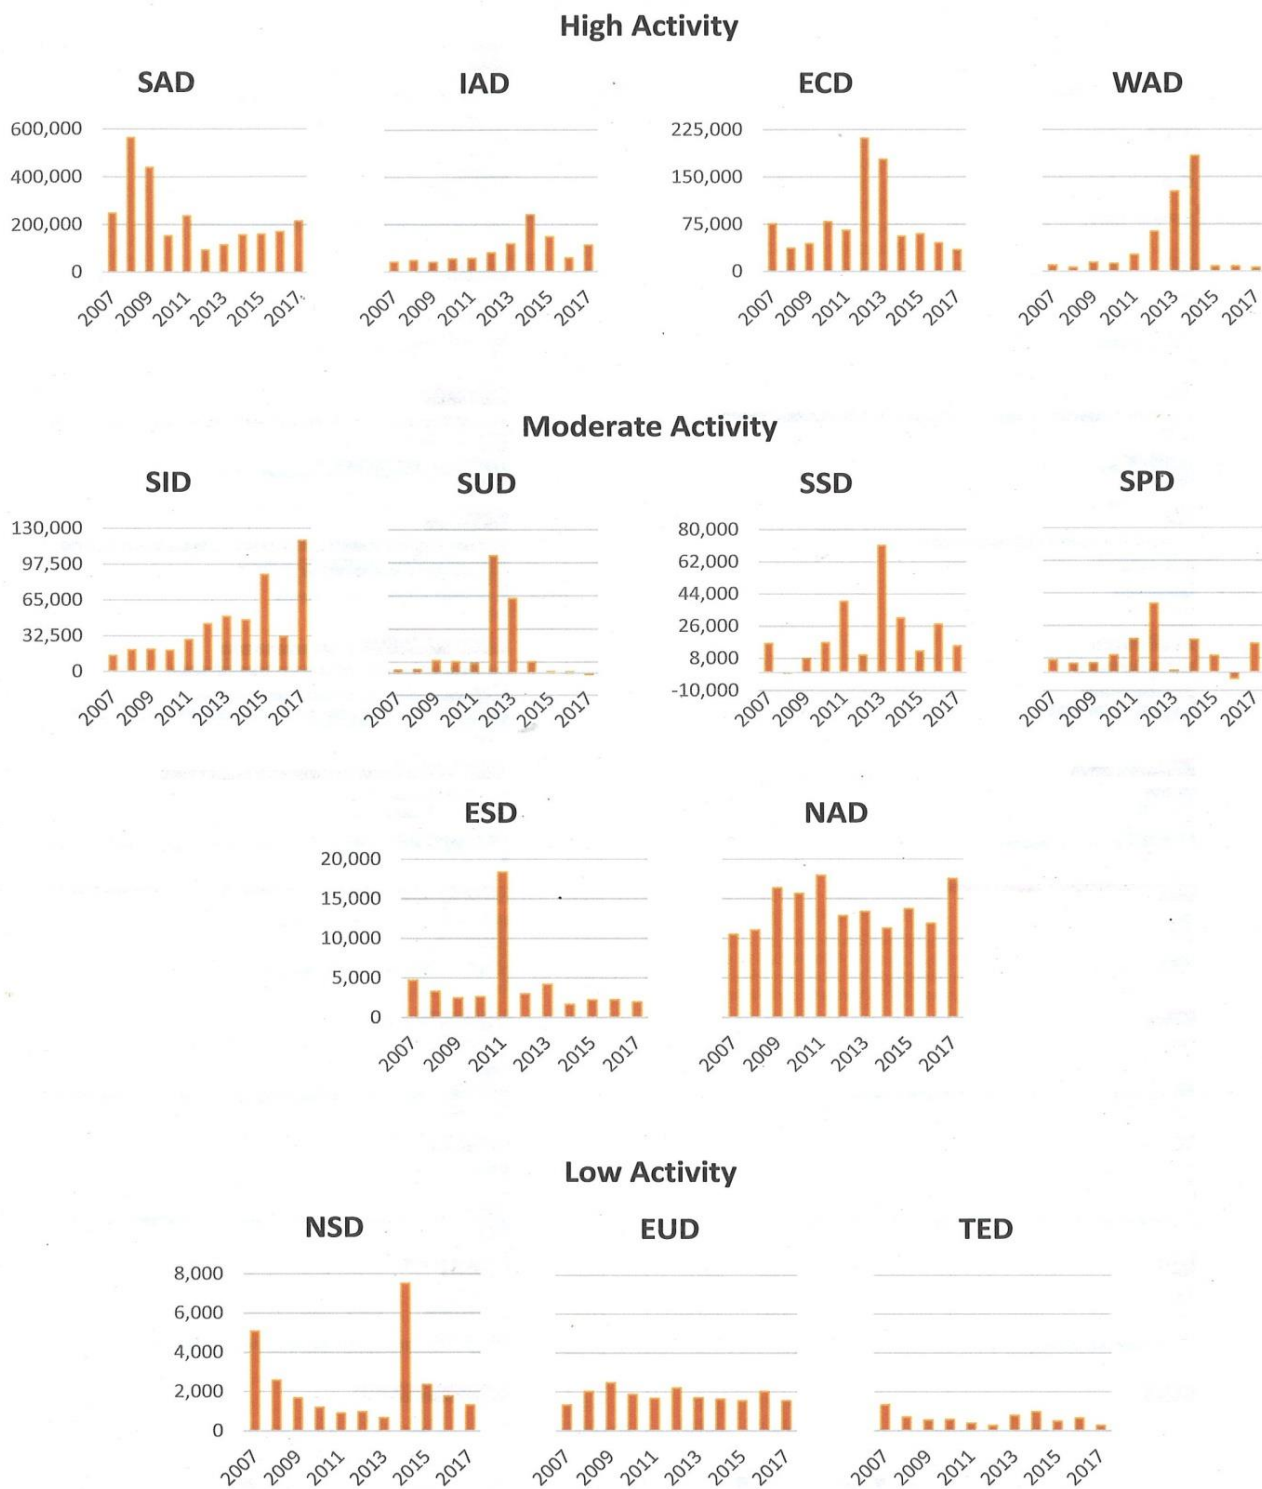 High Activity
SAD IAD ECD WAD
600,000
400,000
200,000
0
225,000
150,000
75,000
0
2007 2009 2011 2013 2015 2017
2007 2009 2011 2013 2015 2017
2007 2009 2011 2013 2015 2017
2007 2009 2011 2013 2015 2017
Moderate Activity
SID SUD SSD SPD
130,000
97,500
65,000
32,500
0
80,000
62,000
44,000
26,000
8,000
-10,000
2007 2009 2011 2013 2015 2017
2007 2009 2011 2013 2015 2017
2007 2009 2011 2013 2015 2017
2007 2009 2011 2013 2015 2017
ESD NAD
20,000
15,000
10,000
5,000
0
2007 2009 2011 2013 2015 2017
2007 2009 2011 2013 2015 2017
Low Activity
NSD EUD TED
8,000
6,000
4,000
2,000
0
2007 2009 2011 2013 2015 2017
2007 2009 2011 2013 2015 2017
2007 2009 2011 2013 2015 2017